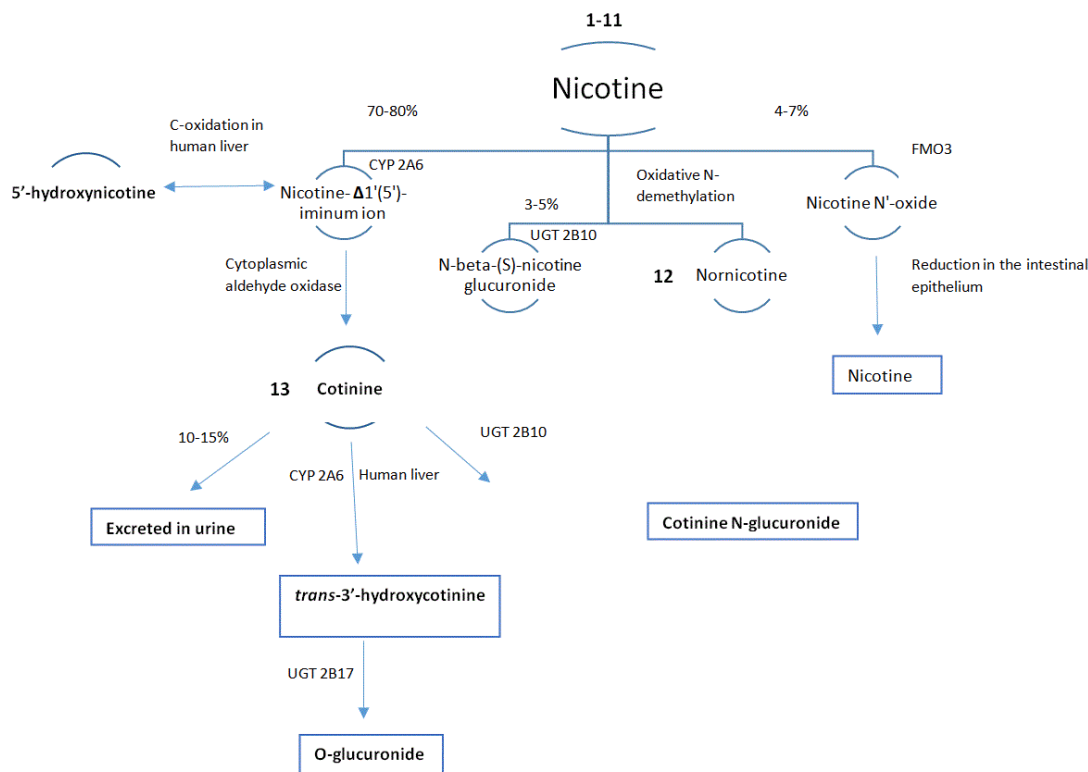 1-11
Nicotine
70-80%
4-7%
C-oxidation in
human liver
CYP 2A6
FMO3
5′-hydroxynicotine
Nicotine- Δ1'(5')-
iminum ion
Oxidative N-
demethylation
Nicotine N'-oxide
3-5%
UGT 2B10
Cytoplasmic
aldehyde oxidase
N-beta-(S)-nicotine
glucuronide
12
Nornicotine
Reduction in the intestinal
epithelium
Nicotine
13
Cotinine
10-15%
UGT 2B10
CYP 2A6
Human liver
Excreted in urine
Cotinine N-glucuronide
trans-3′-hydroxycotinine
UGT 2B17
O-glucuronide